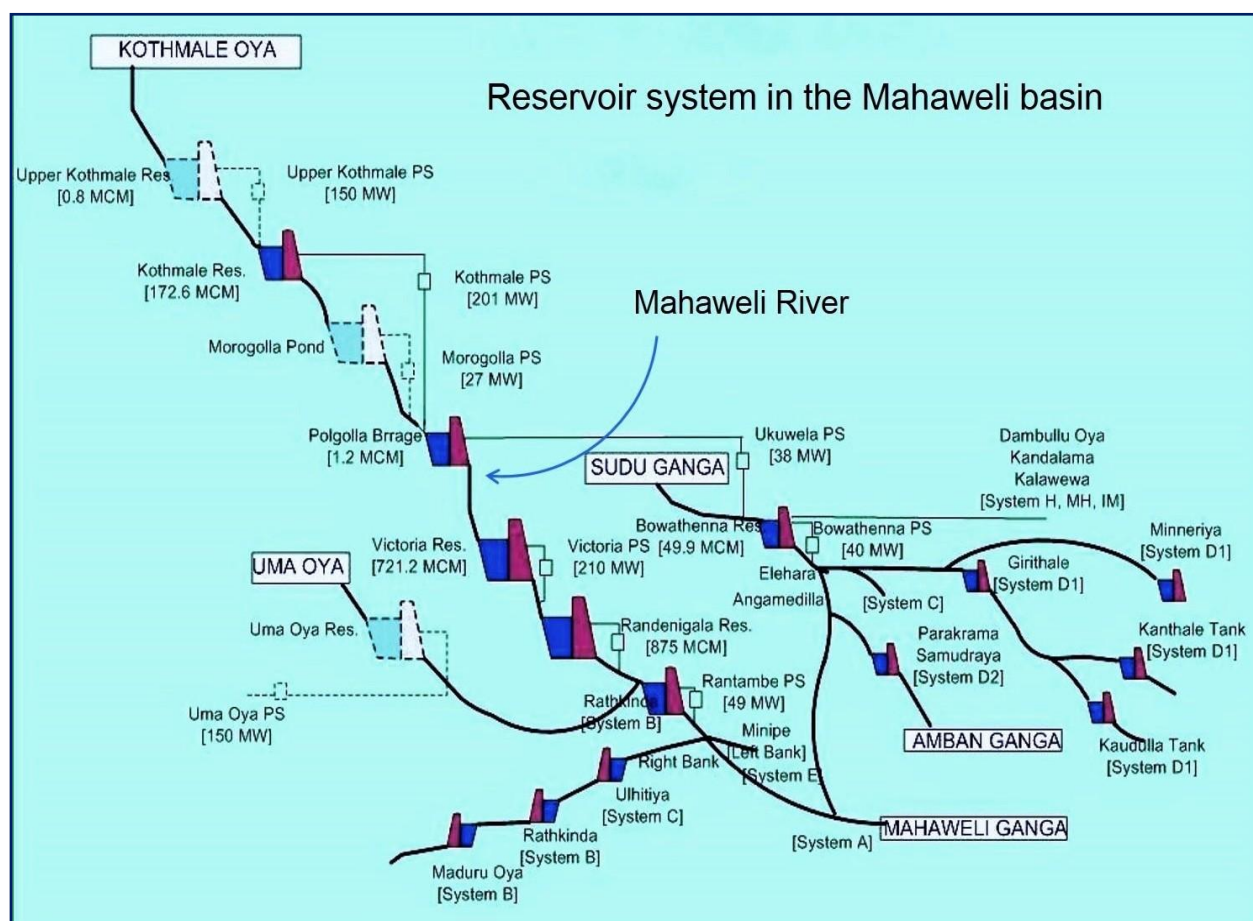 KOTHMALE OYA
Reservoir system in the Mahaweli basin
Upper Kothmale Res
[0.8 MCM]
Upper Kothmale PS
[150 MW]
Kothmale Res.
[172.6 MCM]
Kothmale PS
[201 MW]
Mahaweli River
Morogolla Pond
Morogolla PS
[27 MW]
Polgolla Brrage
[1.2 MCM]
Ukuwela PS
[38 MW]
Dambullu Oya
Kandalama
Kalawewa
[System H, MH, IM]
SUDU GANGA
Bowathenna Res
[49.9 MCM]
Bowathenna PS
[40 MW]
Minneriya
[System D1]
Victoria Res.
[721.2 MCM]
Victoria PS
[210 MW]
Elehara
Girithale
[System D1]
UMA OYA
Angamedilla
[System C]
Uma Oya Res.
Randenigala Res.
[875 MCM]
Parakrama
Samudraya
[System D2]
Kanthale Tank
[System D1]
Rathkinda
[System B]
Rantambe PS
[49 MW]
Uma Oya PS
[150 MW]
Minipe
[Left Bank]
[System E]
AMBAN GANGA
Kaudulla Tank
[System D1]
Right Bank
Ulhitiya
[System C]
MAHAWELI GANGA
[System A]
Rathkinda
[System B]
Maduru Oya
[System B]